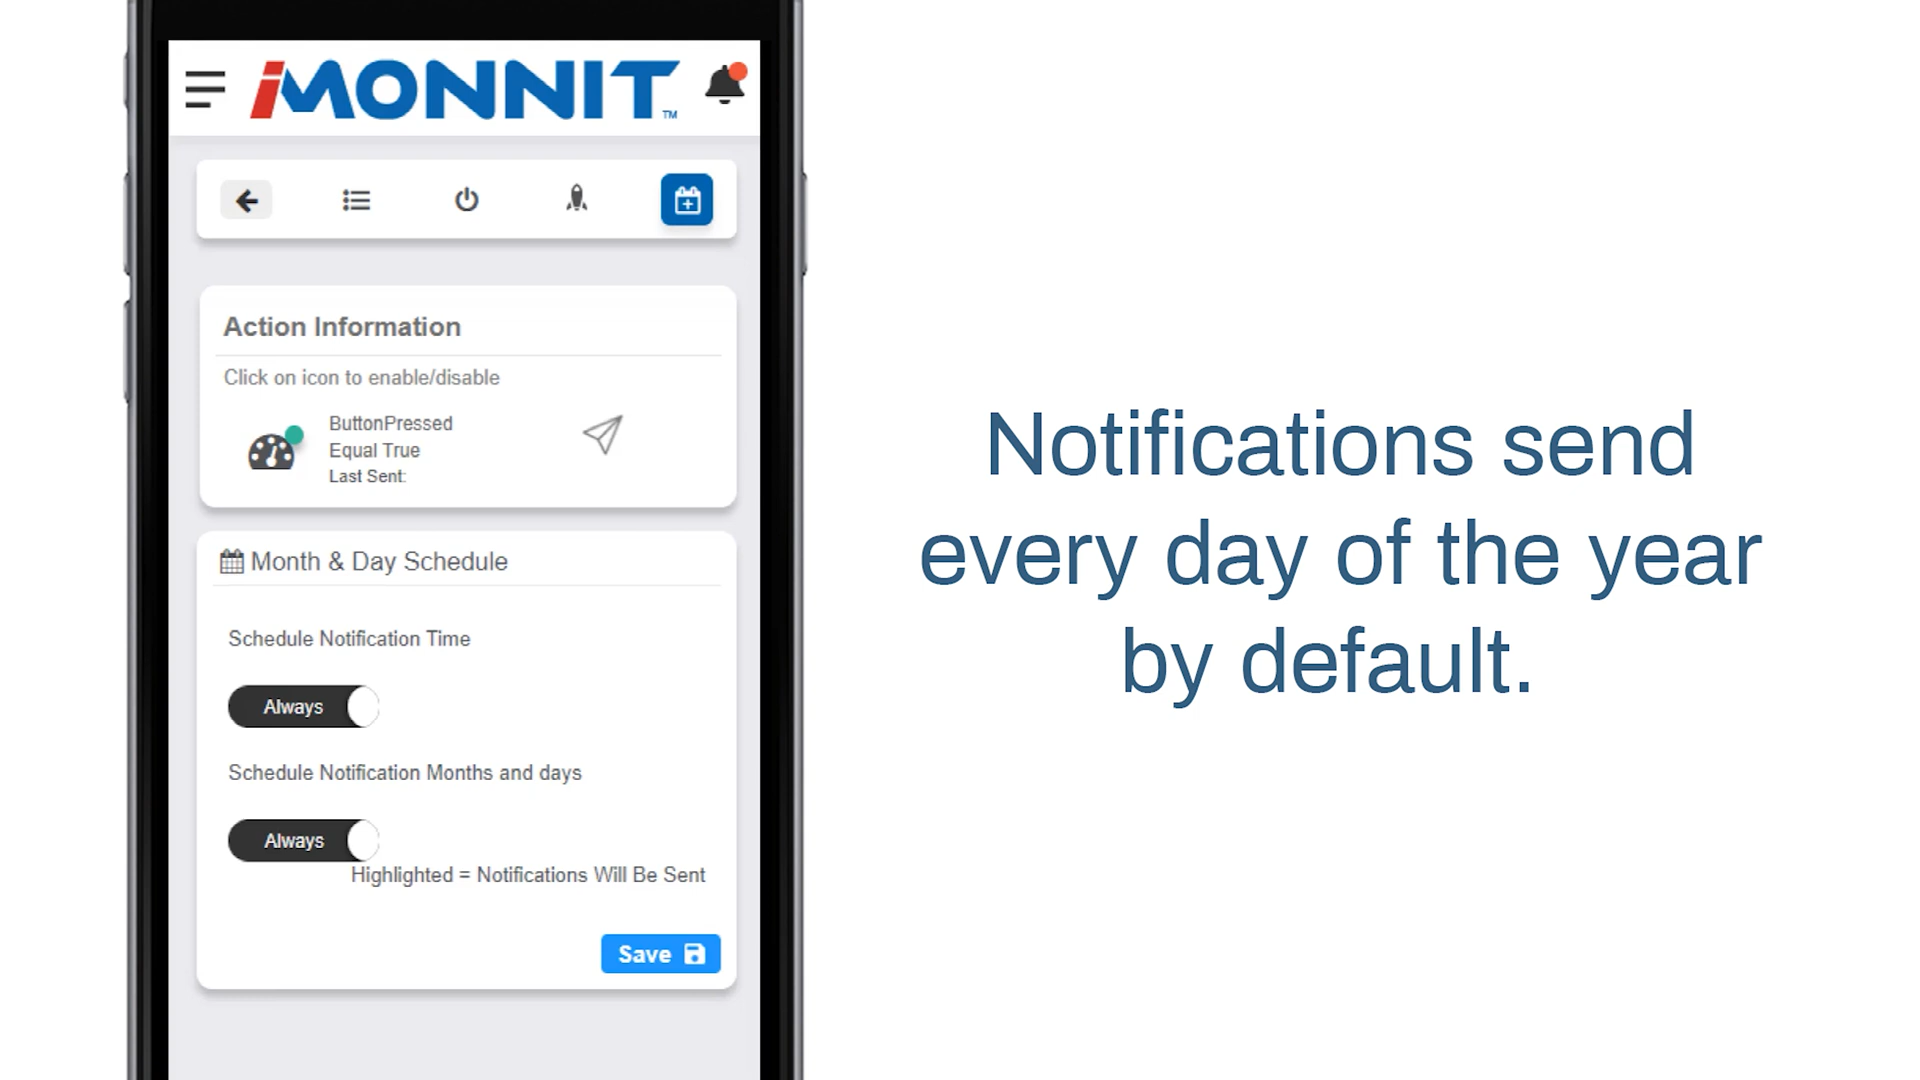 iMONNIT™
Action Information
Click on icon to enable/disable
ButtonPressed
Equal True
Last Sent:
Month & Day Schedule
Schedule Notification Time
Always
Schedule Notification Months and days
Always
Highlighted = Notifications Will Be Sent
Save
Notifications send
every day of the year
by default.